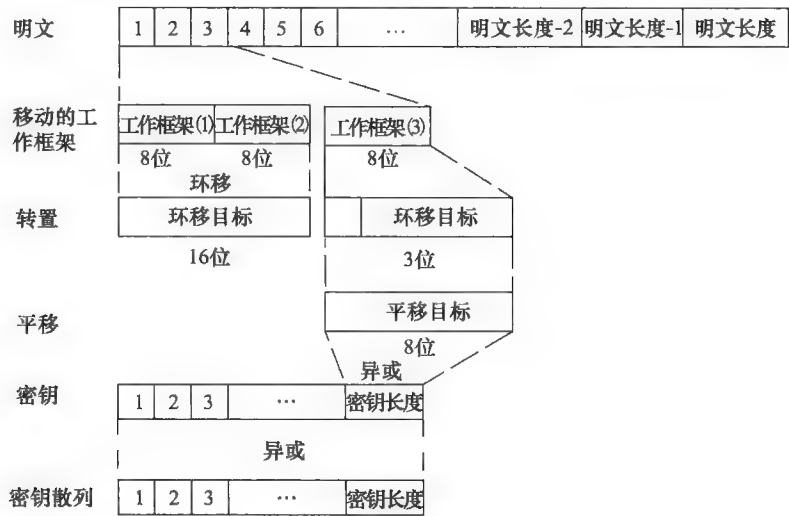 明文 1 2 3 4 5 6 … 明文长度-2 明文长度-1 明文长度
移动的工作框架 工作框架(1) 工作框架(2) 工作框架(3)
8位 8位 8位
环移
转置 环移目标 环移目标
16位 3位
平移 平移目标
8位
异或
密钥 1 2 3 … 密钥长度
异或
密钥散列 1 2 3 … 密钥长度